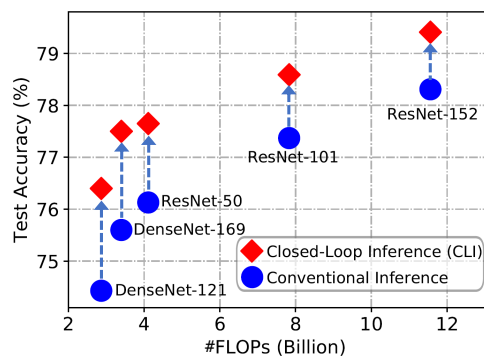 79
78
77
76
75
Test Accuracy (%)
ResNet-152
ResNet-101
ResNet-50
DenseNet-169
DenseNet-121
Closed-Loop Inference (CLI)
Conventional Inference
2 4 6 8 10 12
#FLOPs (Billion)